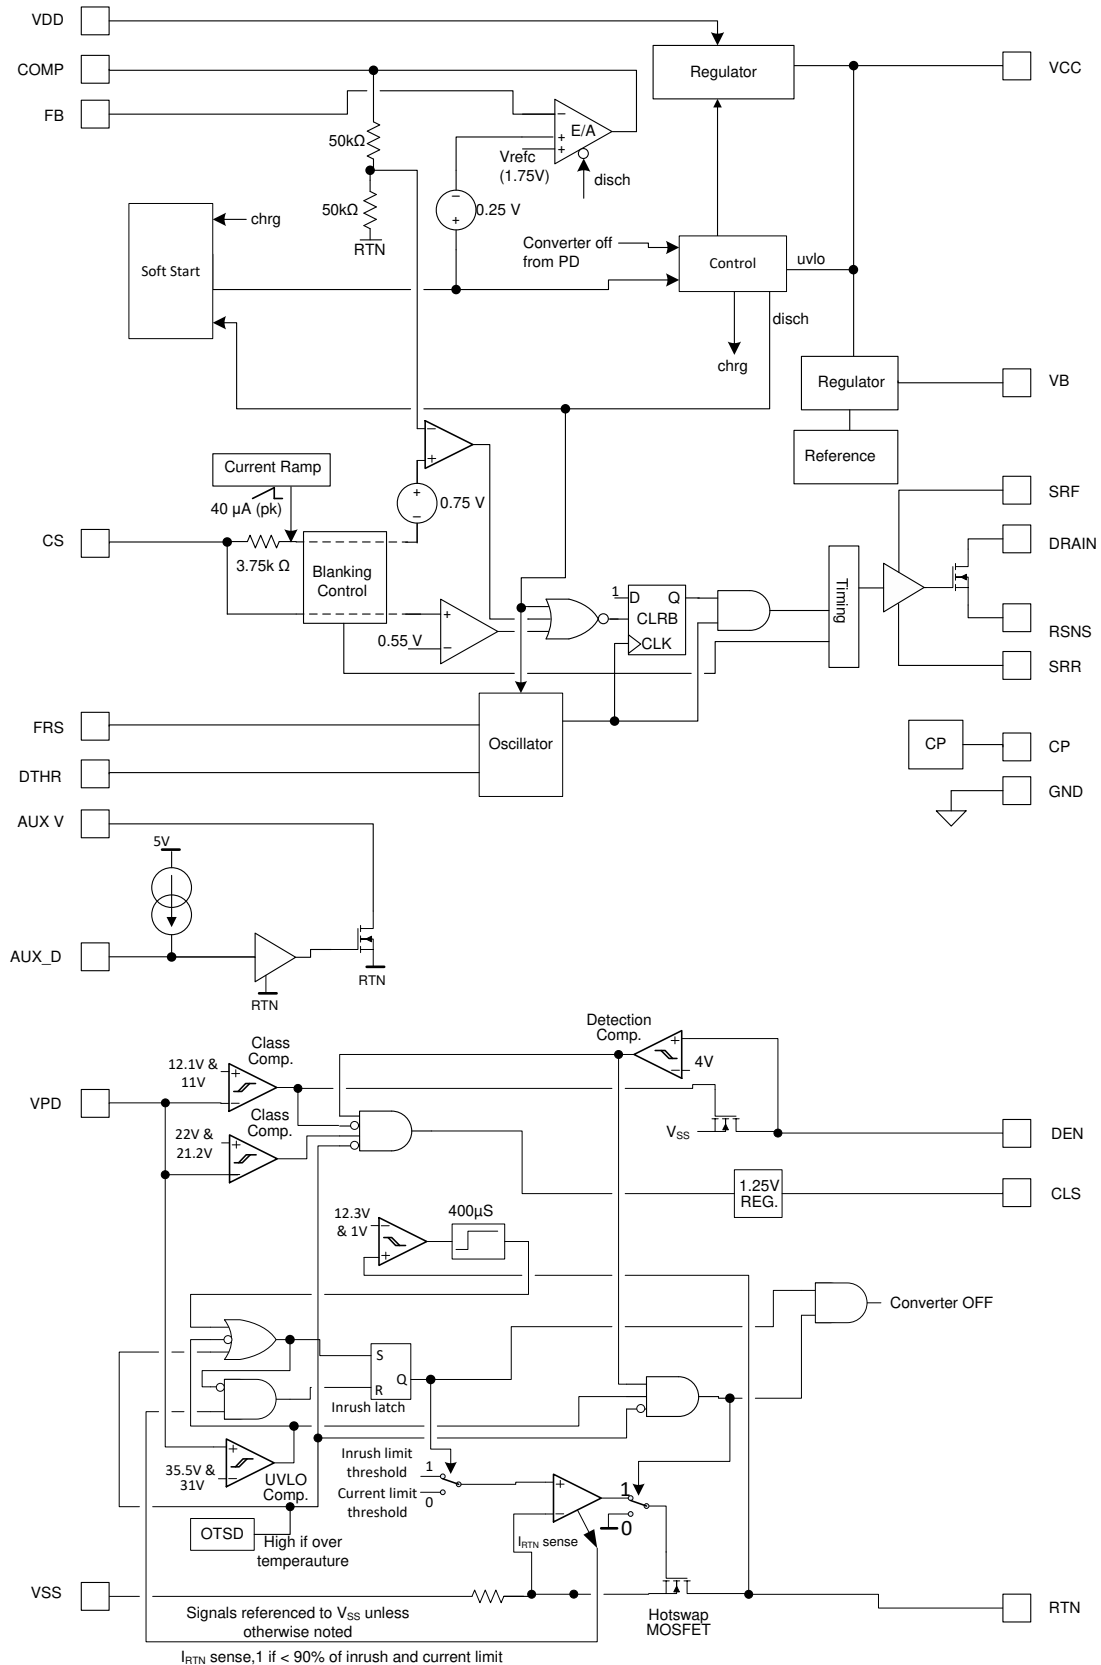 VDD
COMP
FB
Regulator
VCC
50kΩ
E/A
Vrefc
(1.75V)
disch
50kΩ
0.25 V
RTN
chrg
Soft Start
Converter off
from PD
Control
uvlo
disch
chrg
Regulator
VB
Reference
Current Ramp
40 µA (pk)
0.75 V
CS
3.75k Ω
Blanking
Control
0.55 V
1
D
Q
CLRB
CLK
Timing
SRF
DRAIN
RSNS
SRR
FRS
DTHR
Oscillator
CP
CP
GND
AUX V
5V
AUX_D
RTN
RTN
Detection
Comp.
4V
Class
Comp.
12.1V &
11V
VPD
Class
Comp.
22V &
21.2V
VSS
DEN
1.25V
REG.
CLS
12.3V
& 1V
400µS
Converter OFF
S
Q
R
Inrush latch
35.5V &
31V
UVLO
Comp.
Inrush limit
threshold
1
Current limit
threshold
0
1
0
OTSD
High if over
temperauture
IRTN sense
VSS
Signals referenced to VSS unless
otherwise noted
Hotswap
MOSFET
RTN
IRTN sense,1 if < 90% of inrush and current limit